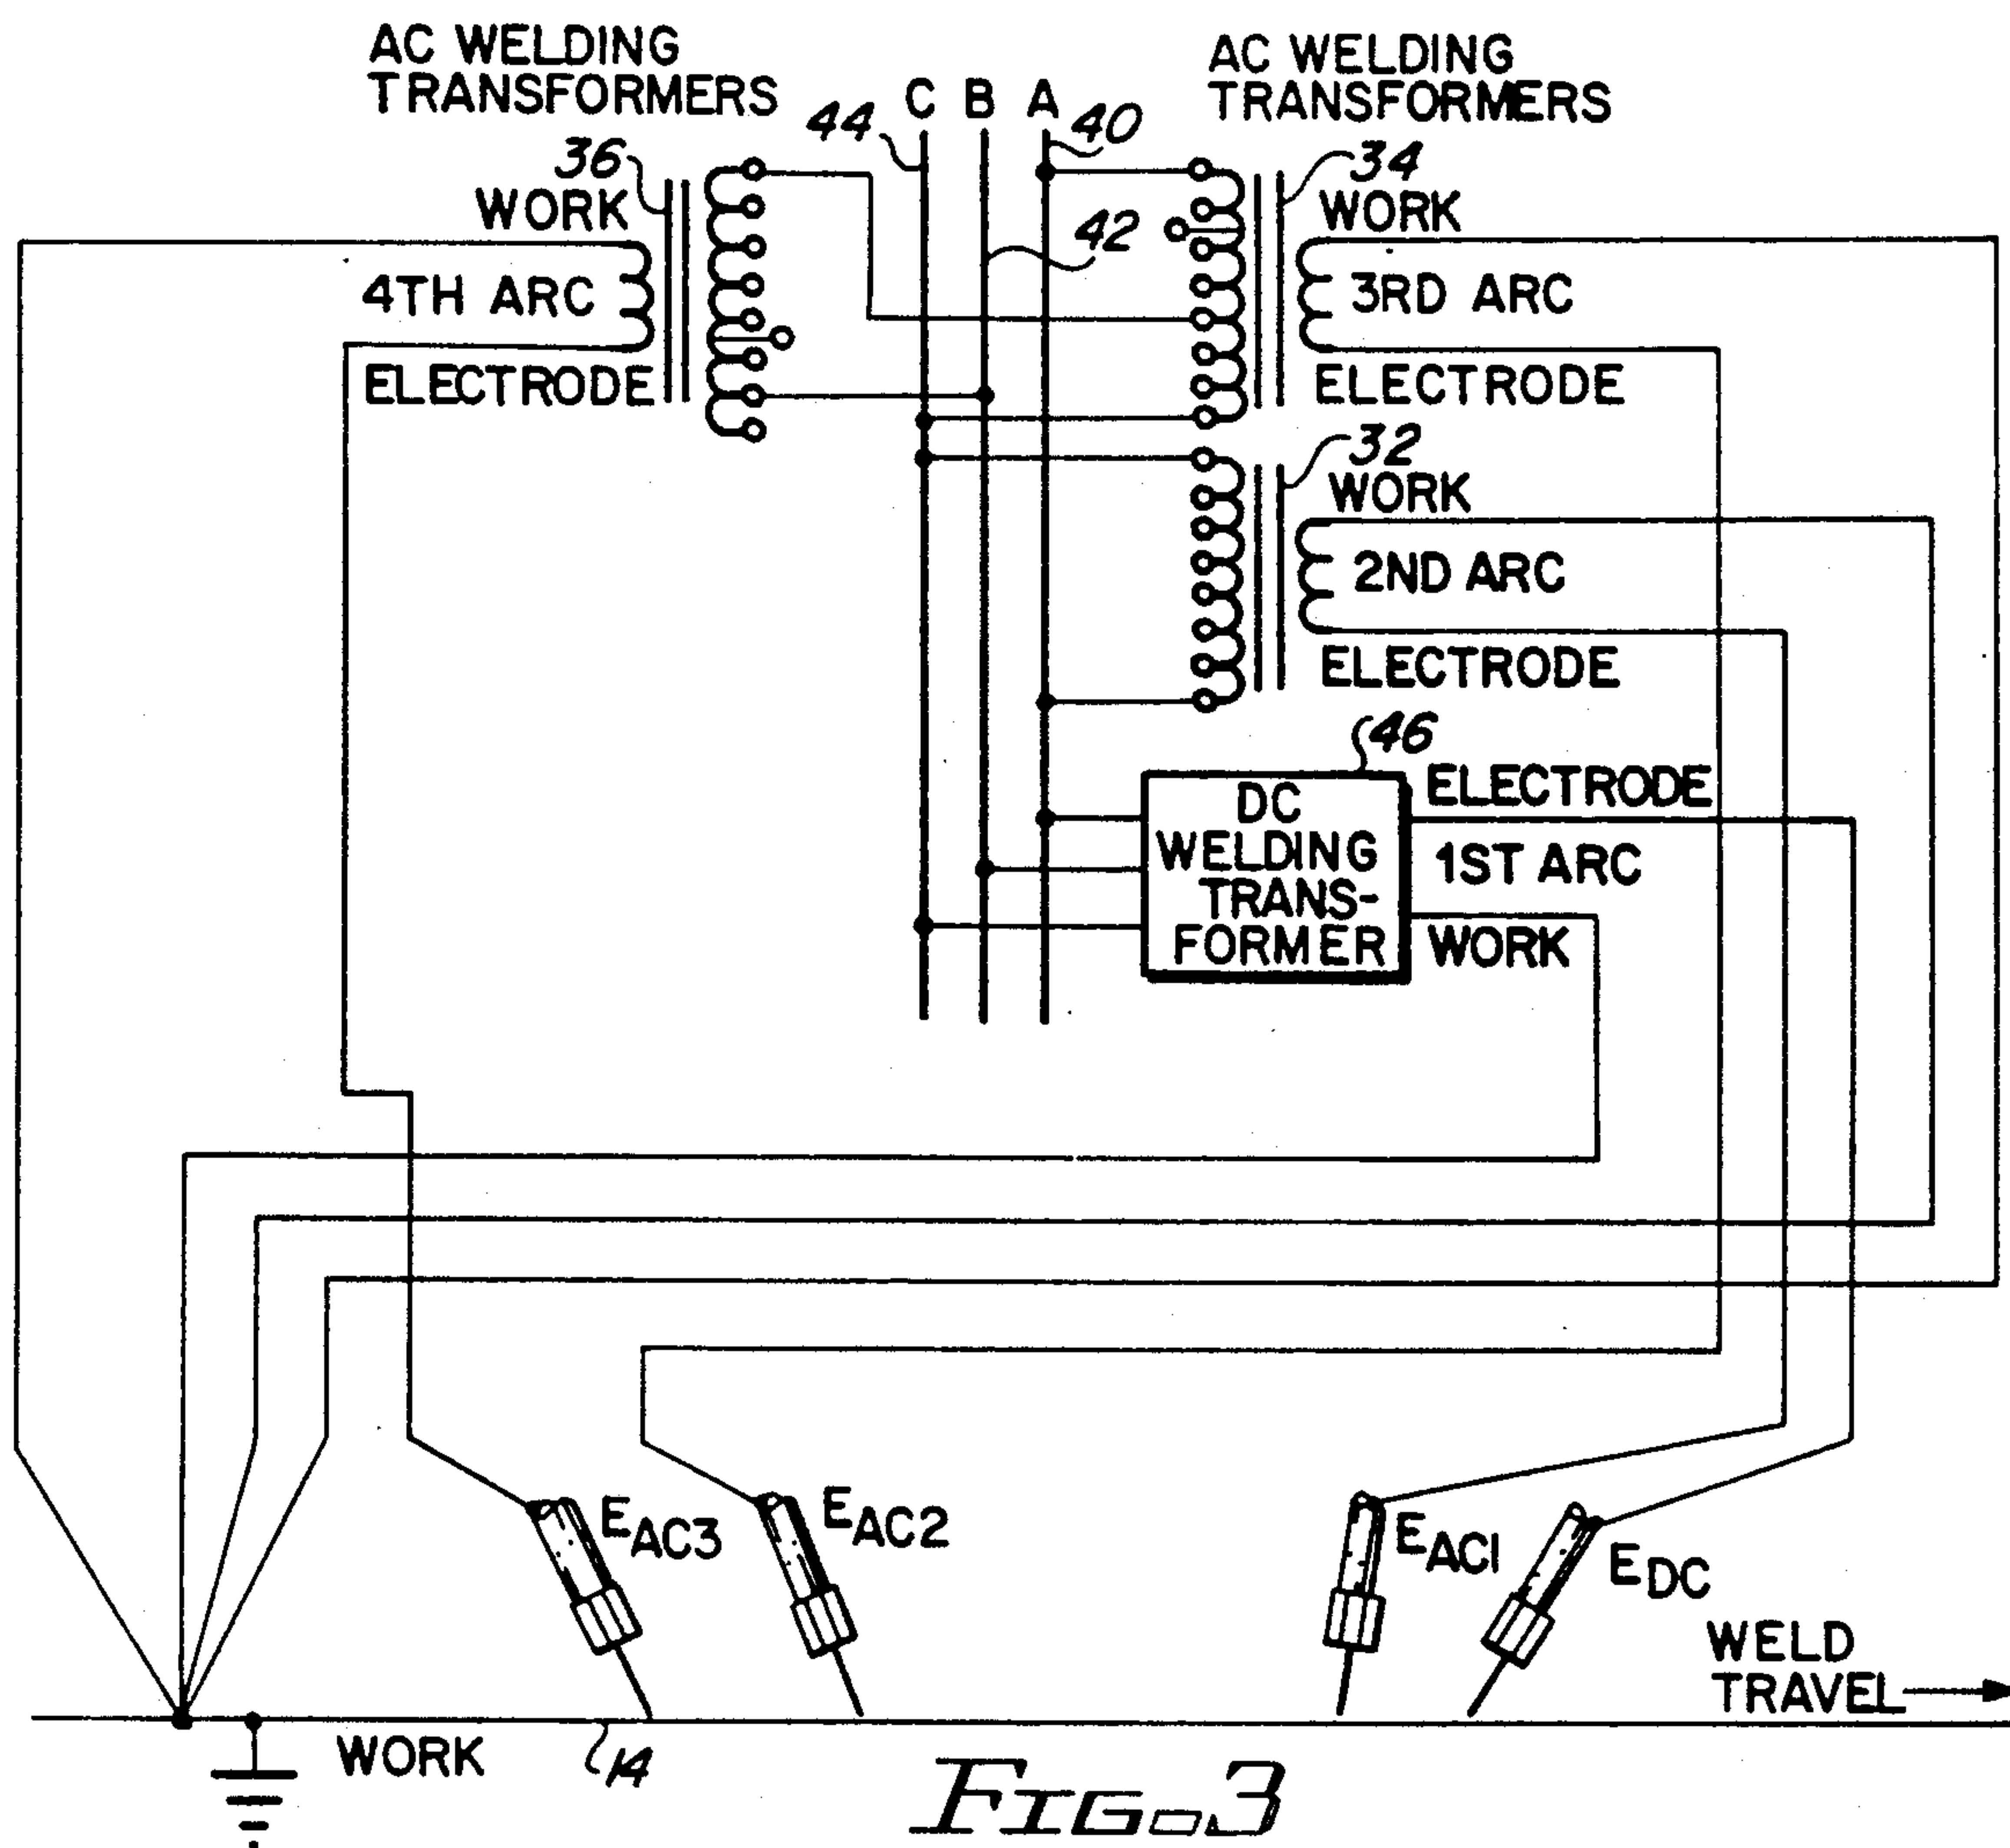 AC WELDING
TRANSFORMERS
AC WELDING
TRANSFORMERS
C B A
44
40
36
34
WORK
WORK
42
4TH ARC
3RD ARC
ELECTRODE
ELECTRODE
32
WORK
2ND ARC
ELECTRODE
46
ELECTRODE
DC
WELDING
TRANS-
FORMER
1ST ARC
WORK
EAC3
EAC2
EAC1
EDC
WELD
TRAVEL
WORK
14
FIG. 3